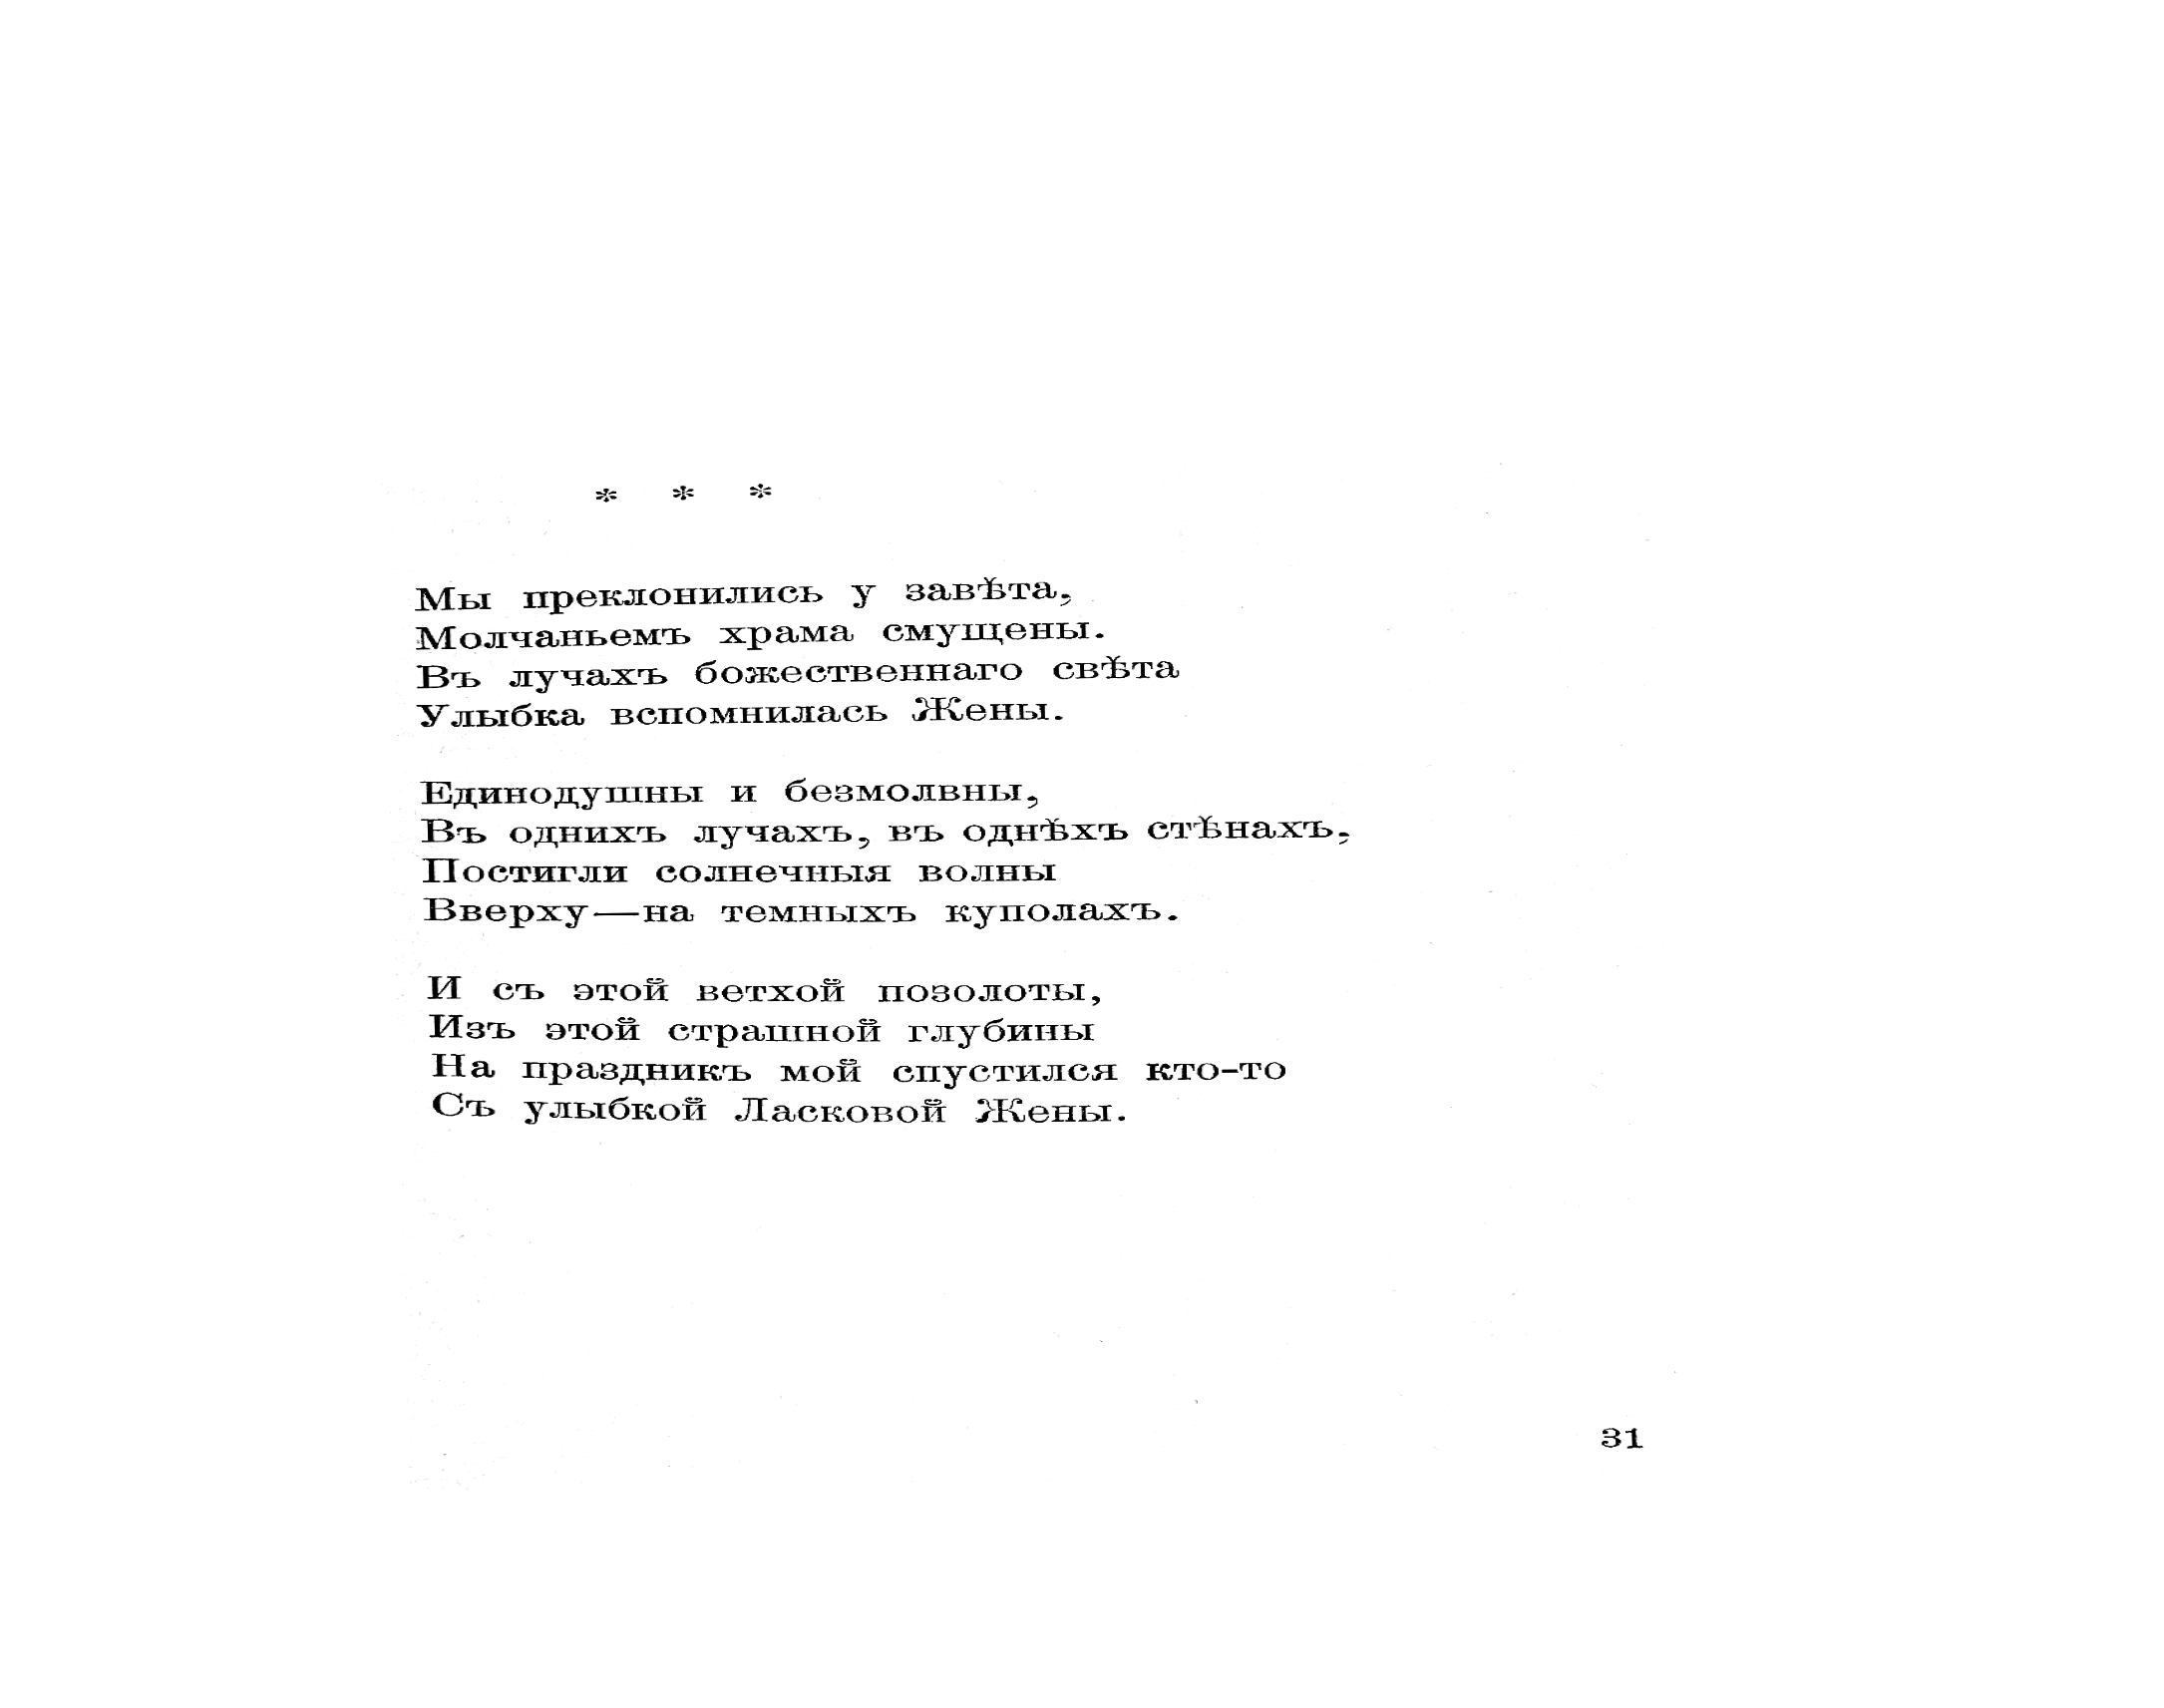 * * *
Мы преклонились у завѣта,
Молчаньемъ храма смущены.
Въ лучахъ божественнаго свѣта
Улыбка вспомнилась Жены.
Единодушны и безмолвны,
Въ однихъ лучахъ, въ однѣхъ стѣнахъ,
Постигли солнечныя волны
Вверху—на темныхъ куполахъ.
И съ этой ветхой позолоты,
Изъ этой страшной глубины
На праздникъ мой спустился кто-то
Съ улыбкой Ласковой Жены.
31